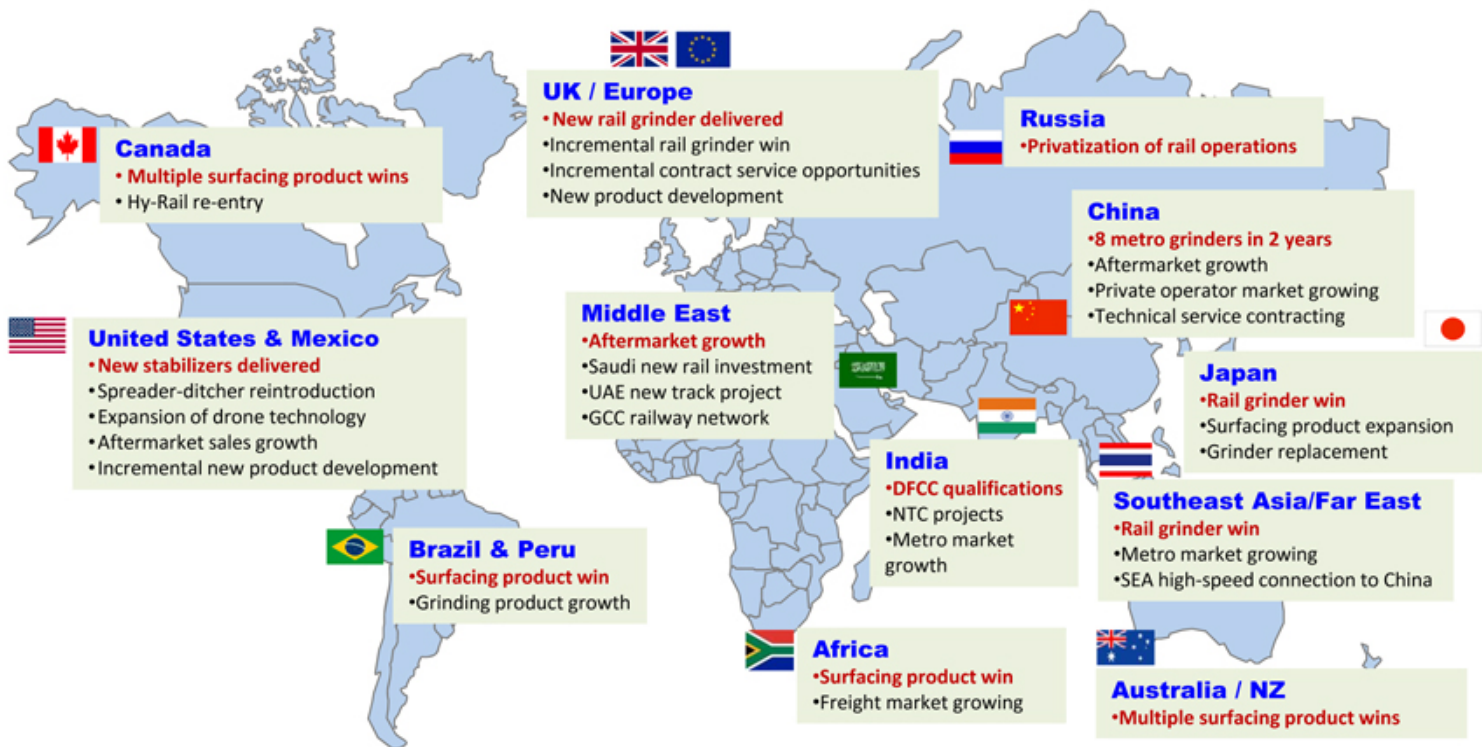 UK / Europe
•New rail grinder delivered
•Incremental rail grinder win
•Incremental contract service opportunities
•New product development
Russia
•Privatization of rail operations
Canada
• Multiple surfacing product wins
• Hy-Rail re-entry
China
•8 metro grinders in 2 years
•Aftermarket growth
•Private operator market growing
•Technical service contracting
Middle East
•Aftermarket growth
•Saudi new rail investment
•UAE new track project
•GCC railway network
United States & Mexico
•New stabilizers delivered
•Spreader-ditcher reintroduction
•Expansion of drone technology
•Aftermarket sales growth
•Incremental new product development
Japan
•Rail grinder win
•Surfacing product expansion
•Grinder replacement
India
•DFCC qualifications
•NTC projects
•Metro market
growth
Southeast Asia/Far East
•Rail grinder win
•Metro market growing
•SEA high-speed connection to China
Brazil & Peru
•Surfacing product win
•Grinding product growth
Africa
•Surfacing product win
•Freight market growing
Australia / NZ
•Multiple surfacing product wins